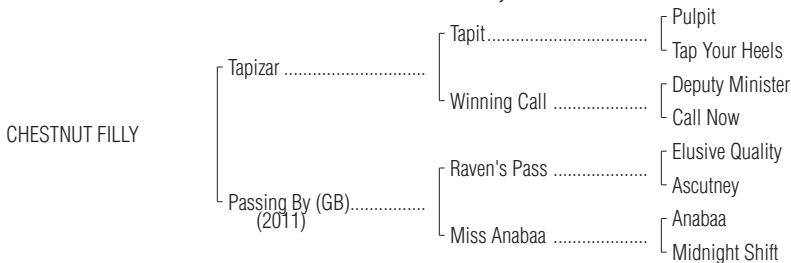 Pulpit
Tapit..................................
Tap Your Heels
Tapizar ..............................
Deputy Minister
Winning Call ....................
Call Now
CHESTNUT FILLY
Elusive Quality
Raven's Pass ....................
Ascutney
Passing By (GB)................
(2011)
Anabaa
Miss Anabaa ....................
Midnight Shift